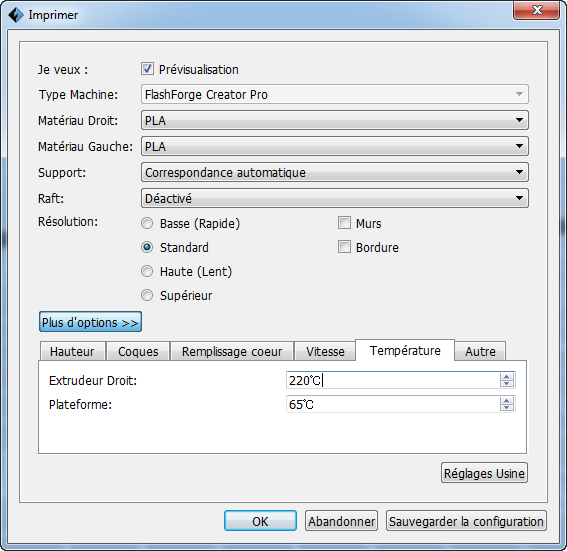 Imprimer
Je veux : Prévisualisation
Type Machine: FlashForge Creator Pro
Matériau Droit: PLA
Matériau Gauche: PLA
Support: Correspondance automatique
Raft: Déactivé
Résolution: Basse (Rapide) Murs
Standard Bordure
Haute (Lent)
Supérieur
Plus d'options >>
Hauteur Coques Remplissage coeur Vitesse Température Autre
Extrudeur Droit: 220℃
Plateforme: 65℃
Réglages Usine
OK Abandonner Sauvegarder la configuration